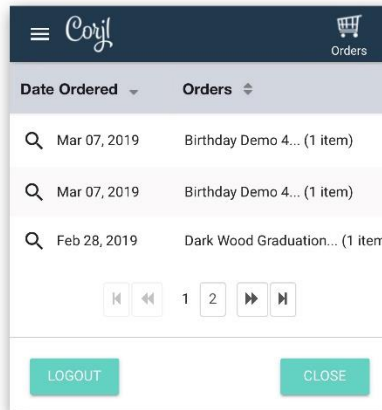 Corjl
Orders
Date Ordered Orders
Mar 07, 2019 Birthday Demo 4... (1 item)
Mar 07, 2019 Birthday Demo 4... (1 item)
Feb 28, 2019 Dark Wood Graduation... (1 item
1 2
LOGOUT CLOSE